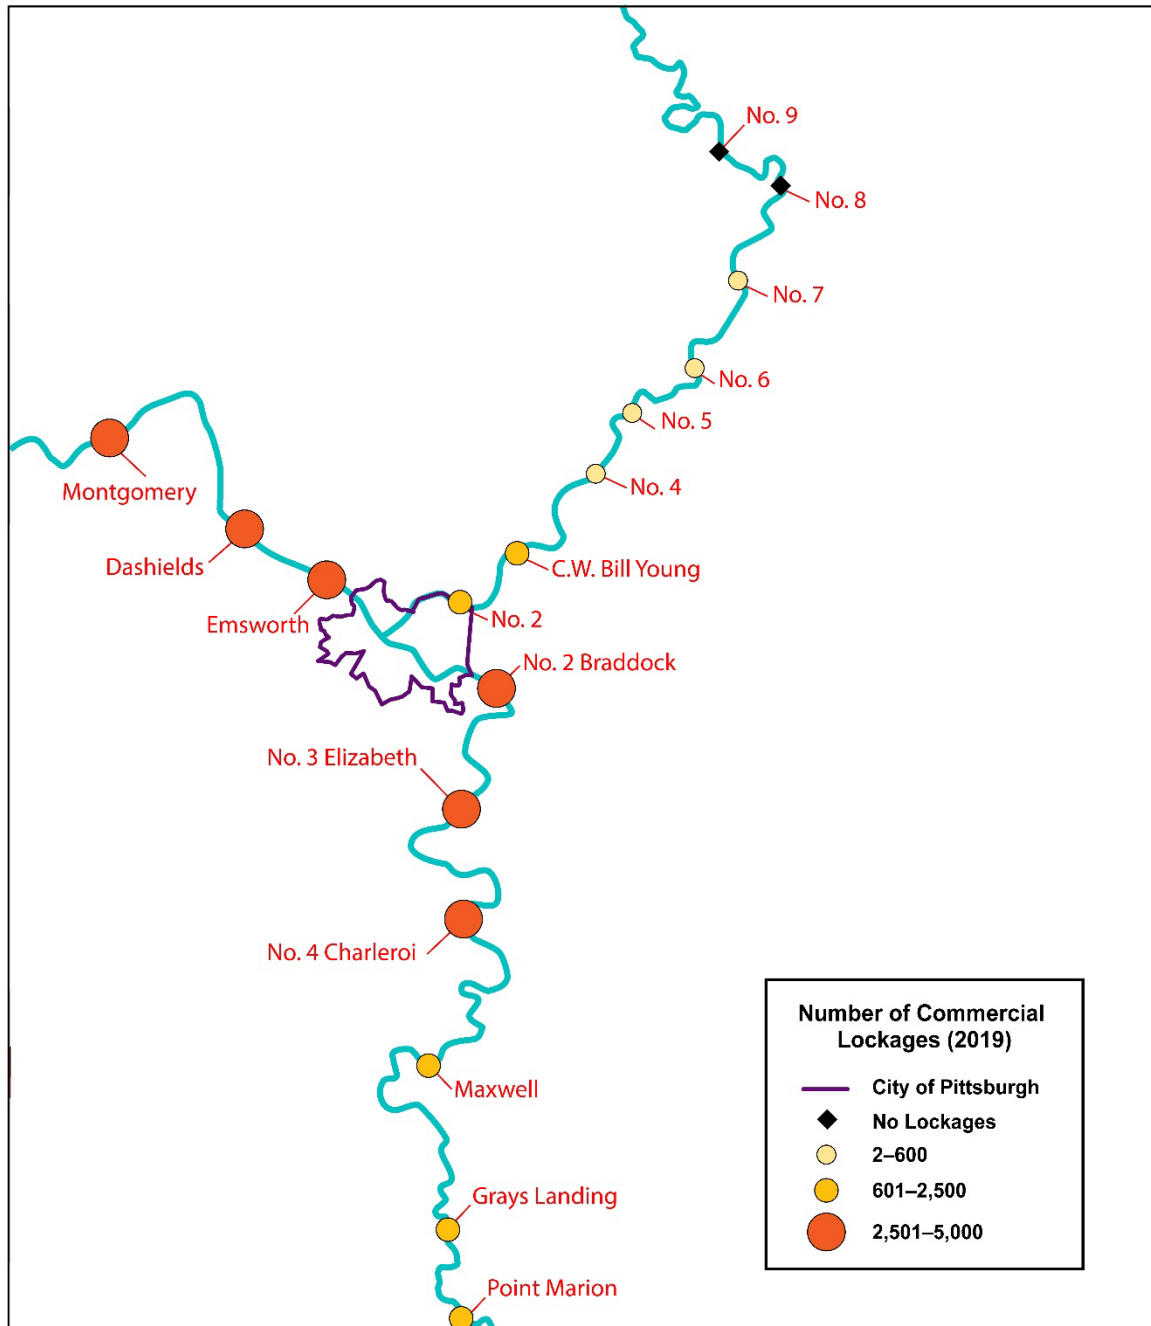 No. 9
No. 8
No. 7
No. 6
No. 5
No. 4
Montgomery
Dashields
C.W. Bill Young
Emsworth
No. 2
No. 2 Braddock
No. 3 Elizabeth
No. 4 Charleroi
Maxwell
Grays Landing
Point Marion
Number of Commercial
Lockages (2019)
City of Pittsburgh
No Lockages
2–600
601–2,500
2,501–5,000